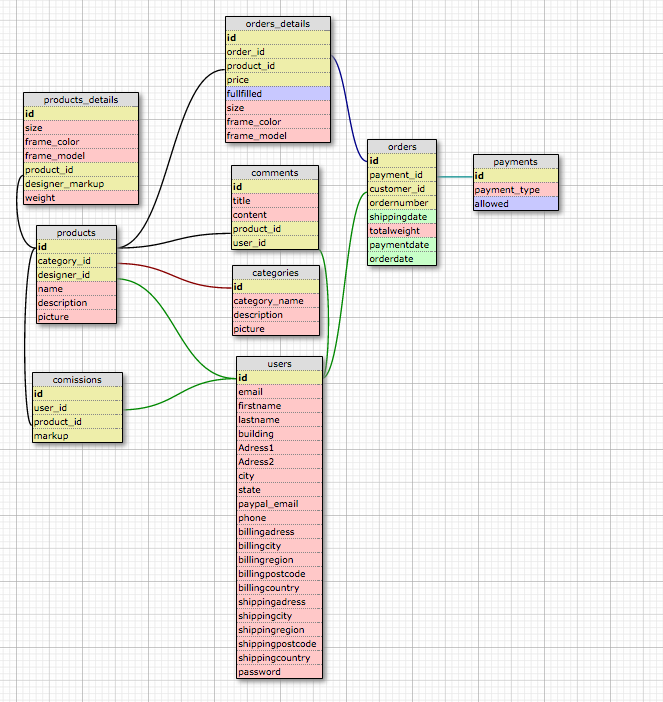 orders_details
id
order_id
product_id
price
fullfilled
size
frame_color
frame_model
products_details
id
size
frame_color
frame_model
product_id
designer_markup
weight
orders
id
payment_id
customer_id
ordernumber
shippingdate
totalweight
paymentdate
orderdate
payments
id
payment_type
allowed
comments
id
title
content
product_id
user_id
products
id
category_id
designer_id
name
description
picture
categories
id
category_name
description
picture
users
id
email
firstname
lastname
building
Adress1
Adress2
city
state
paypal_email
phone
billingadress
billingcity
billingregion
billingpostcode
billingcountry
shippingadress
shippingcity
shippingregion
shippingpostcode
shippingcountry
password
comissions
id
user_id
product_id
markup